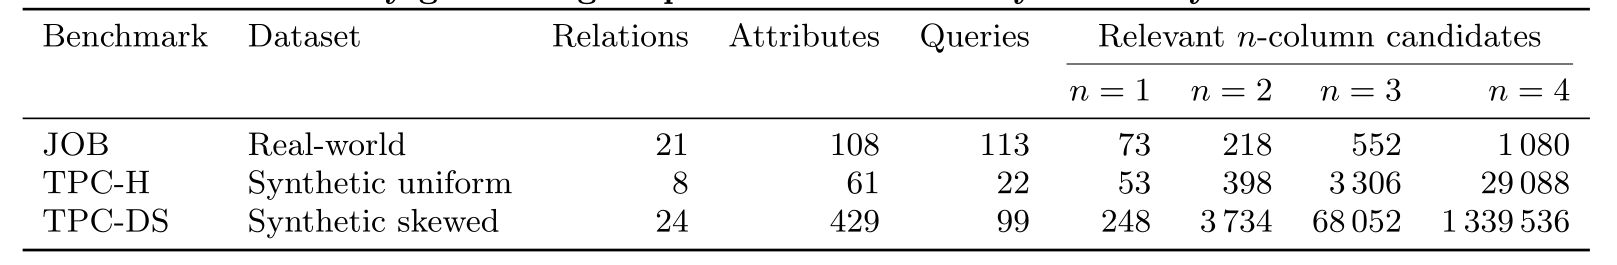 Benchmark Dataset Relations Attributes Queries Relevant n-column candidates
n = 1 n = 2 n = 3 n = 4
JOB Real-world 21 108 113 73 218 552 1 080
TPC-H Synthetic uniform 8 61 22 53 398 3 306 29 088
TPC-DS Synthetic skewed 24 429 99 248 3 734 68 052 1 339 536